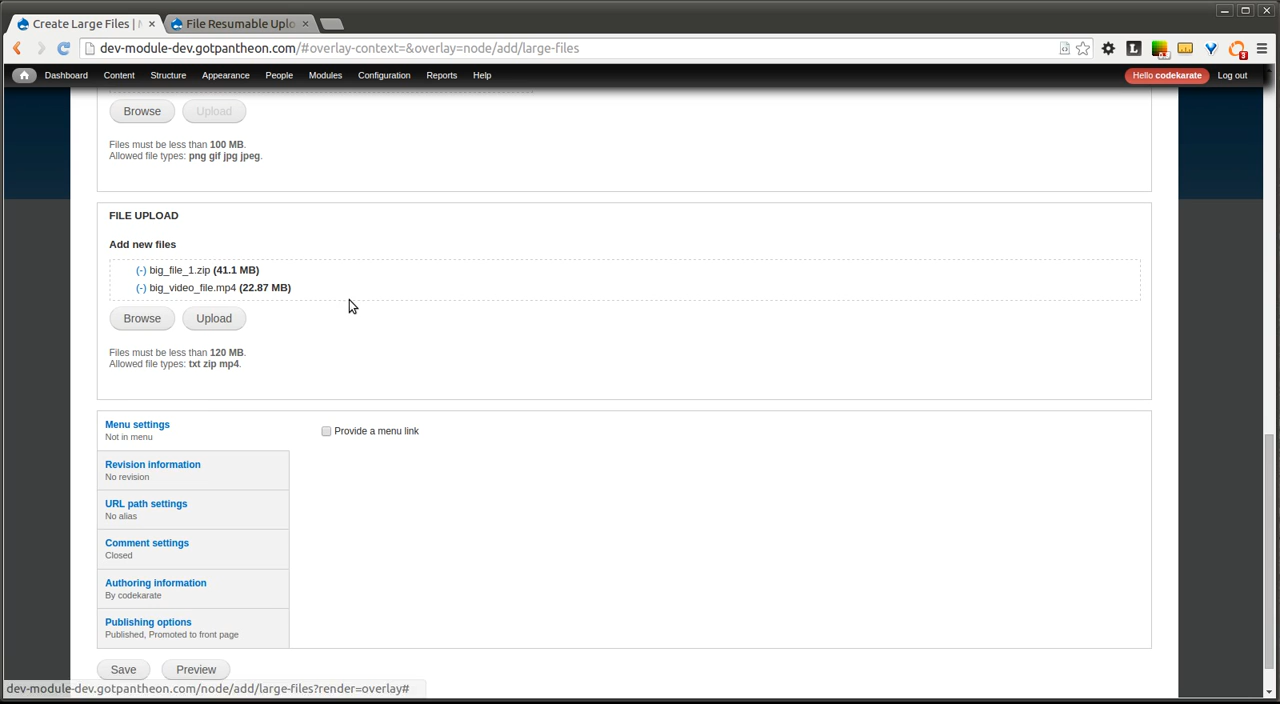 Create Large Files |
File Resumable Uplo
dev-module-dev.gotpantheon.com/#overlay-context=&overlay=node/add/large-files
Dashboard Content Structure Appearance People Modules Configuration Reports Help Hello codekarate Log out
Browse Upload
Files must be less than 100 MB.
Allowed file types: png gif jpg jpeg.
FILE UPLOAD
Add new files
(-) big_file_1.zip (41.1 MB)
(-) big_video_file.mp4 (22.87 MB)
Browse Upload
Files must be less than 120 MB.
Allowed file types: txt zip mp4.
Menu settings
Not in menu
Provide a menu link
Revision information
No revision
URL path settings
No alias
Comment settings
Closed
Authoring information
By codekarate
Publishing options
Published, Promoted to front page
Save Preview
dev-module-dev.gotpantheon.com/node/add/large-files?render=overlay#